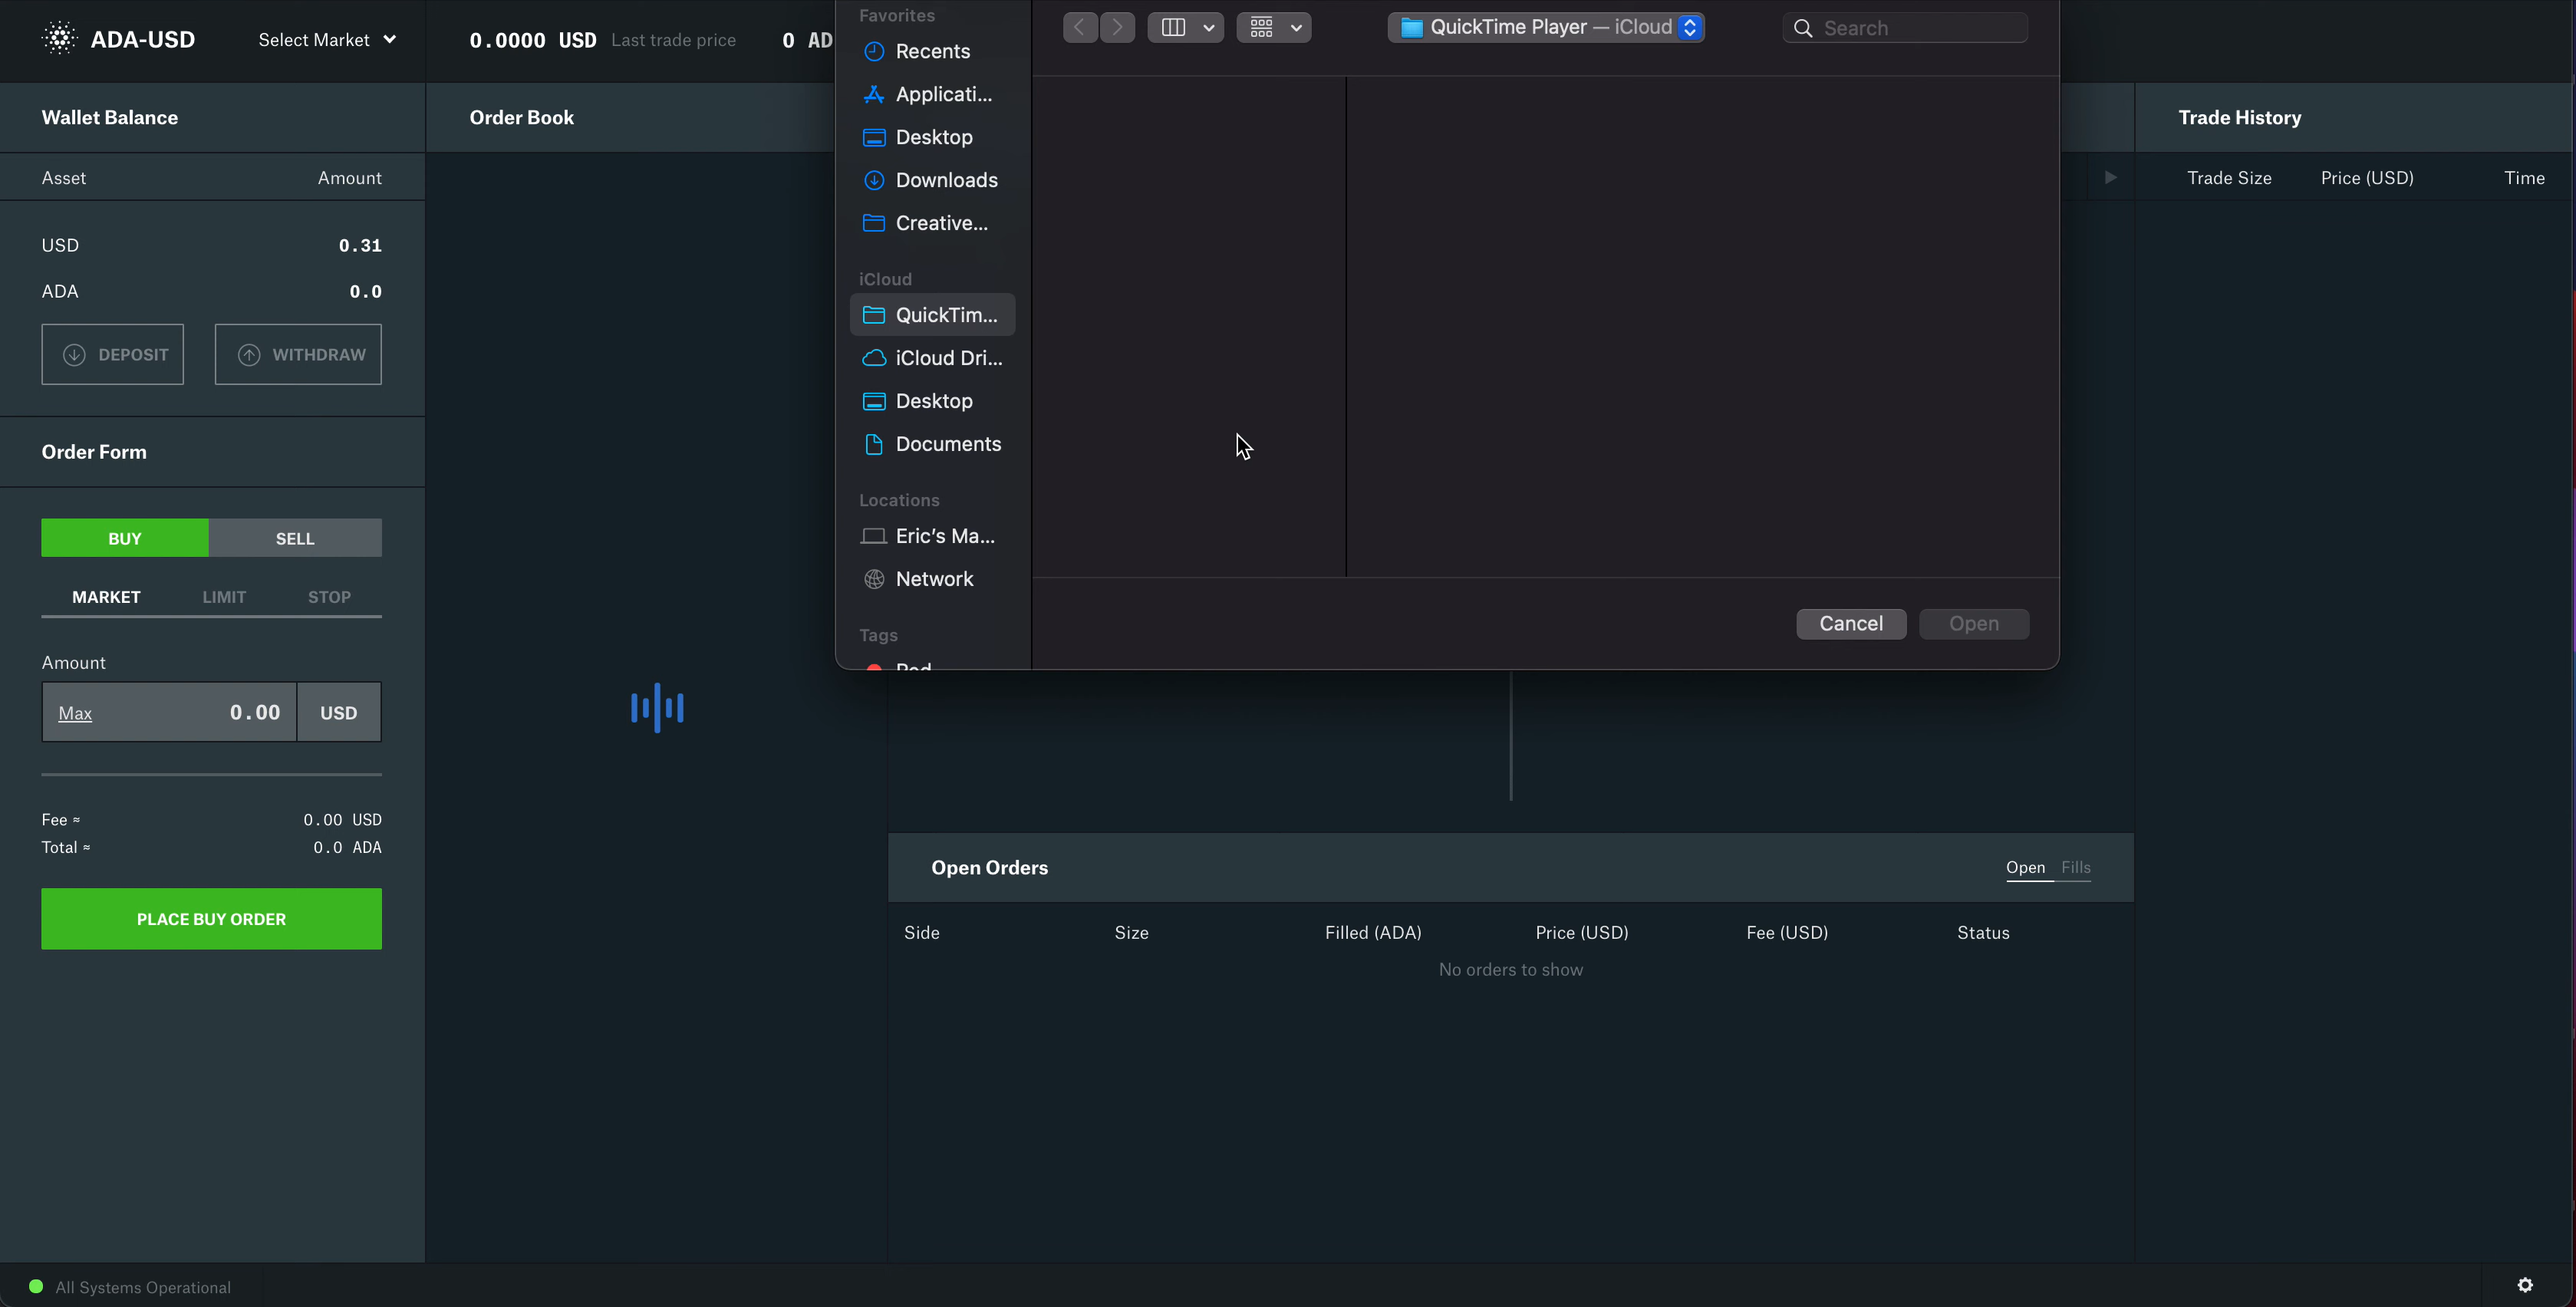 ADA-USD
Select Market
0.0000 USD Last trade price
0 AD
Wallet Balance
Asset Amount
USD 0.31
ADA 0.0
DEPOSIT
WITHDRAW
Order Form
BUY
SELL
MARKET LIMIT STOP
Amount
Max 0.00 USD
Fee ≈ 0.00 USD
Total ≈ 0.0 ADA
PLACE BUY ORDER
All Systems Operational
Order Book
Favorites
Recents
Applicati...
Desktop
Downloads
Creative...
iCloud
QuickTim...
iCloud Dri...
Desktop
Documents
Locations
Eric's Ma...
Network
Tags
Red
QuickTime Player — iCloud
Search
Cancel
Open
Open Orders
Open Fills
Side Size Filled (ADA) Price (USD) Fee (USD) Status
No orders to show
Trade History
Trade Size Price (USD) Time